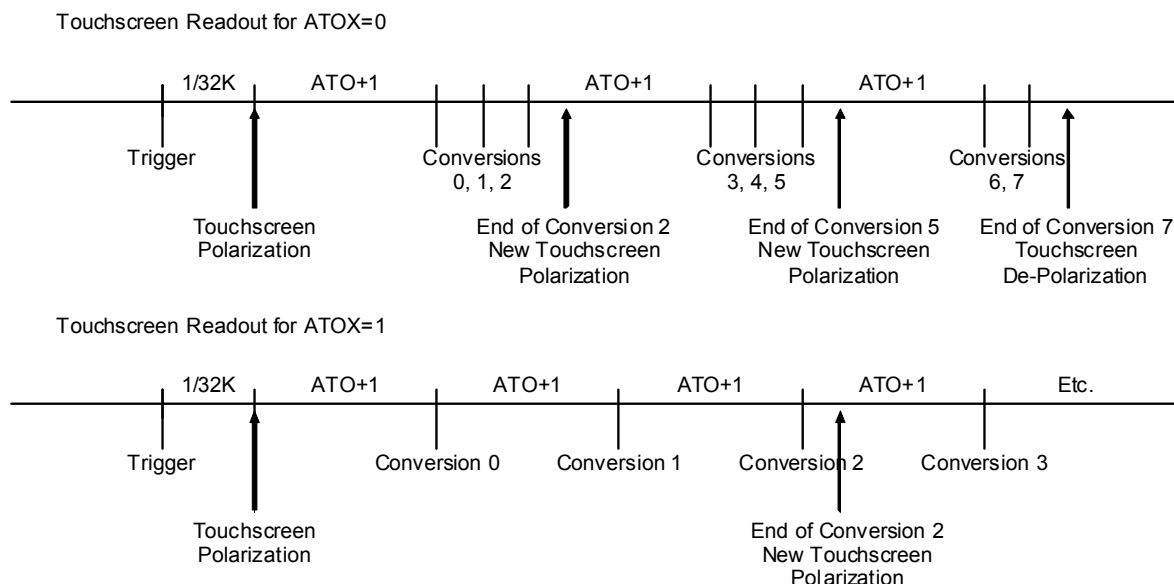 Touchscreen Readout for ATOX=0
1/32K ATO+1 ATO+1 ATO+1
Trigger
Conversions
0, 1, 2
Conversions
3, 4, 5
Conversions
6, 7
Touchscreen
Polarization
End of Conversion 2
New Touchscreen
Polarization
End of Conversion 5
New Touchscreen
Polarization
End of Conversion 7
Touchscreen
De-Polarization
Touchscreen Readout for ATOX=1
1/32K ATO+1 ATO+1 ATO+1 ATO+1 Etc.
Trigger Conversion 0 Conversion 1 Conversion 2 Conversion 3
Touchscreen
Polarization
End of Conversion 2
New Touchscreen
Polarization